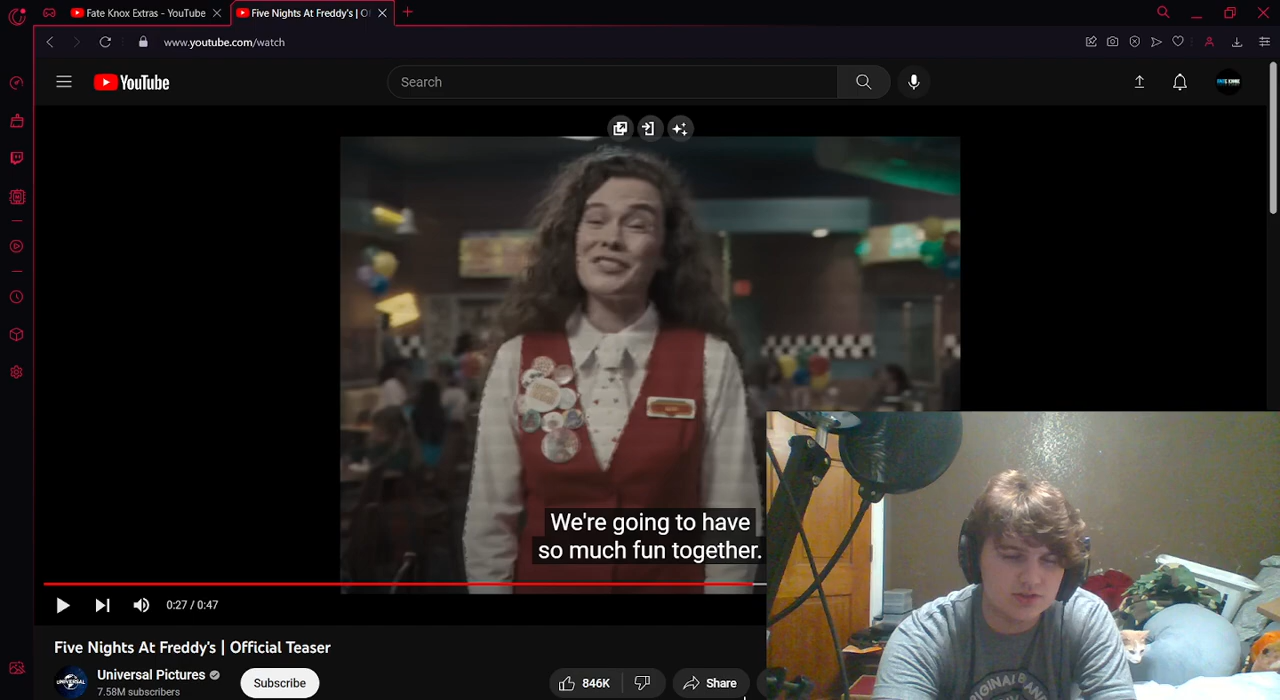 Fate Knox Extras - YouTube
Five Nights At Freddy's | O
www.youtube.com/watch
YouTube
Search
We're going to have
so much fun together.
0:27 / 0:47
Five Nights At Freddy's | Official Teaser
Universal Pictures
7.58M subscribers
Subscribe
846K
Share
UNIVERSAL
ORIGINAL